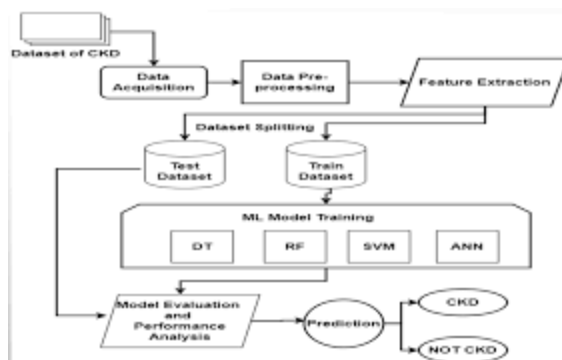 Dataset of CKD
Data
Acquisition
Data Pre-
processing
Feature Extraction
Dataset Splitting
Test
Dataset
Train
Dataset
ML Model Training
DT
RF
SVM
ANN
Model Evaluation
and
Performance
Analysis
Prediction
CKD
NOT CKD